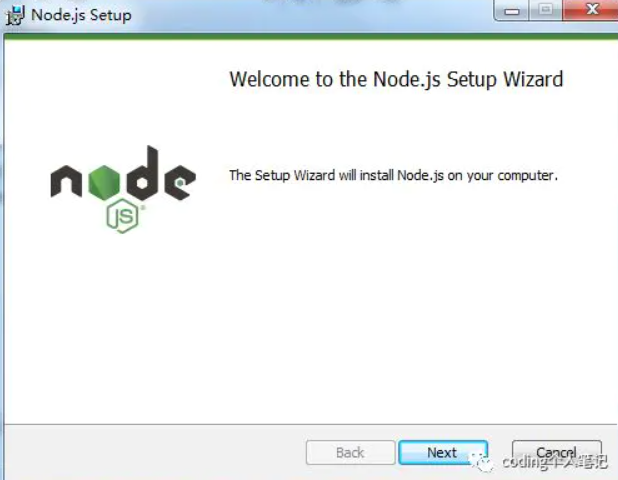 Node.js Setup
Welcome to the Node.js Setup Wizard
node
JS
The Setup Wizard will install Node.js on your computer.
Back
Next
Cancel
coding个人笔记